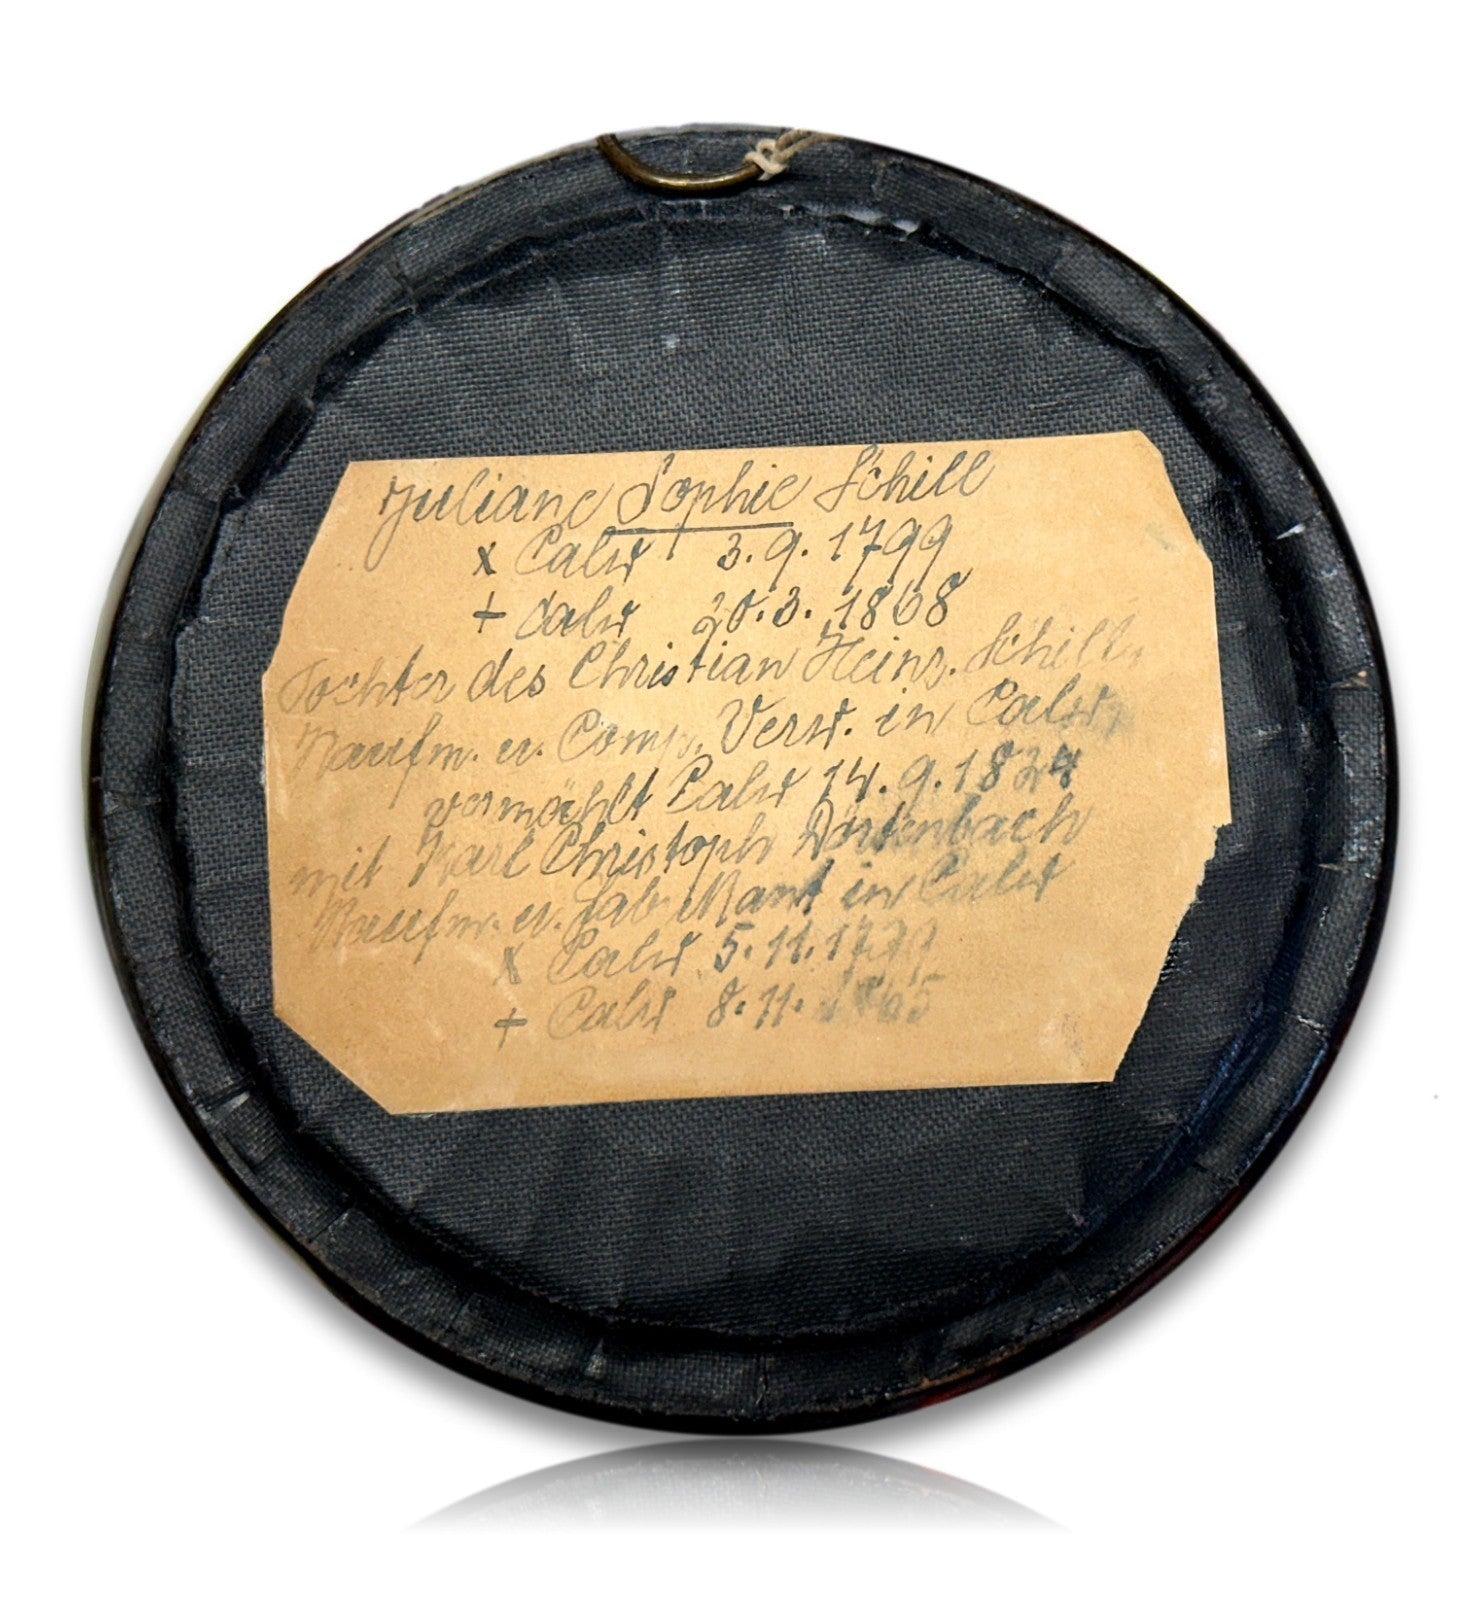 Juliane Sophie Schill
x Calw 3.9.1799
+ Calw 20.3.1868
Tochter des Christian Heinr. Schill,
Kaufm. u. Comp. Verw. in Calw
vermählt Calw 14.9.1824
mit Karl Christoph Dörtenbach
Kaufm. u. Fabrikant in Calw
x Calw 5.11.
+ Calw 8.11. 1865